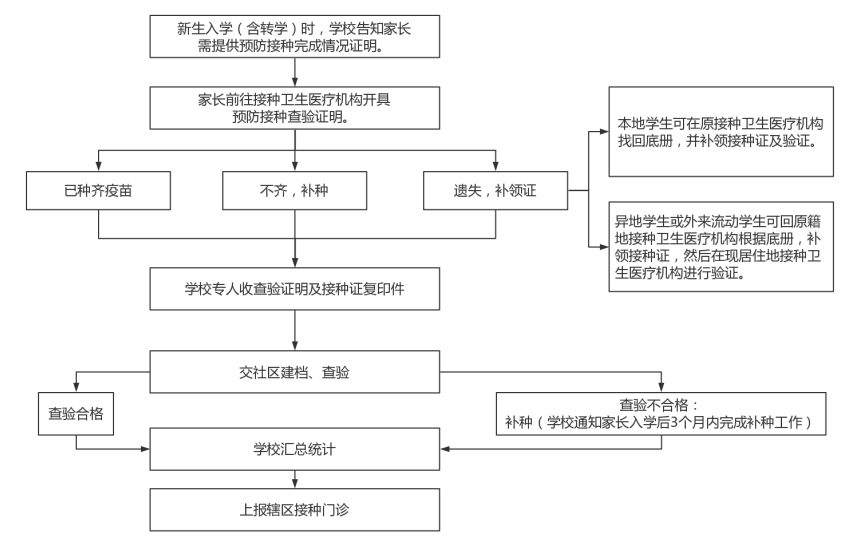 新生入学（含转学）时，学校告知家长
需提供预防接种完成情况证明。
家长前往接种卫生医疗机构开具
预防接种查验证明。
本地学生可在原接种卫生医疗机构
找回底册，并补领接种证及验证。
已种齐疫苗
不齐，补种
遗失，补领证
异地学生或外来流动学生可回原籍
地接种卫生医疗机构根据底册，补
领接种证，然后在现居住地接种卫
生医疗机构进行验证。
学校专人收查验证明及接种证复印件
交社区建档、查验
查验合格
查验不合格：
补种（学校通知家长入学后3个月内完成补种工作）
学校汇总统计
上报辖区接种门诊